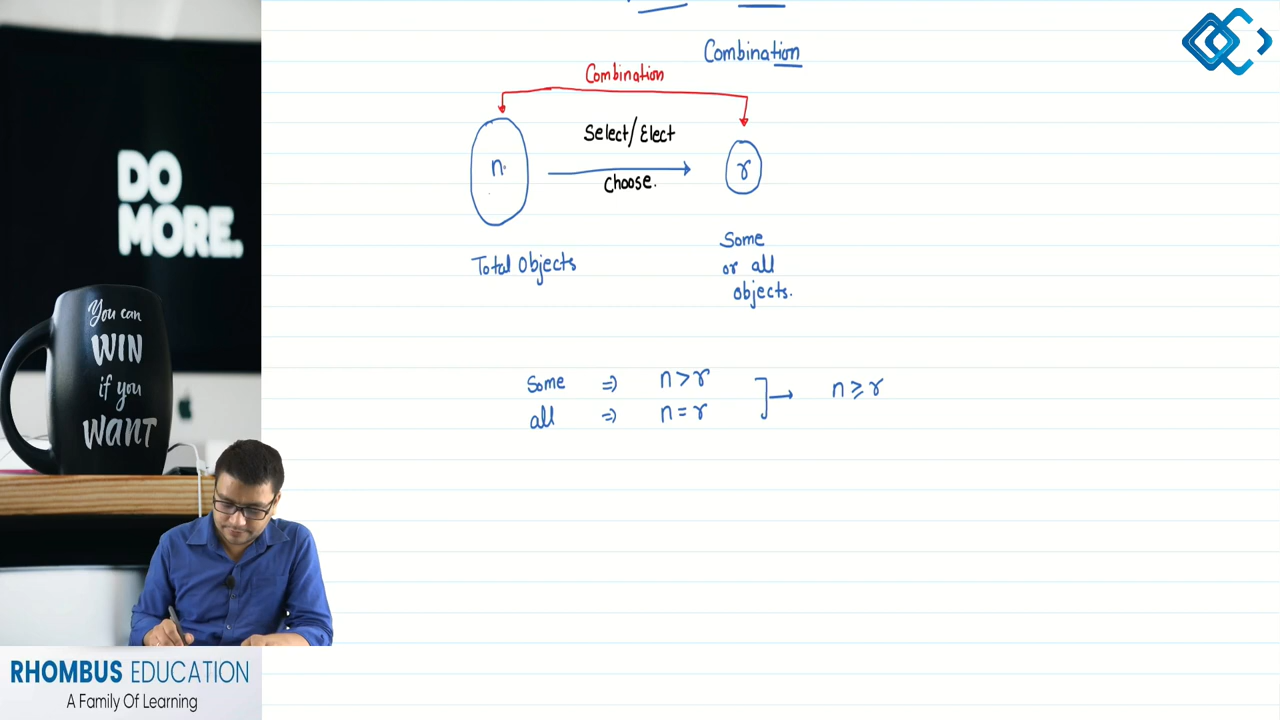 Combination
Combination
Select/Elect
n
r
Choose.
DO
MORE.
Some
or all
objects.
Total Objects
You can
WIN
if you
WANT
Some ⇒ n > r
all ⇒ n = r
→ n ≥ r
RHOMBUS EDUCATION
A Family Of Learning